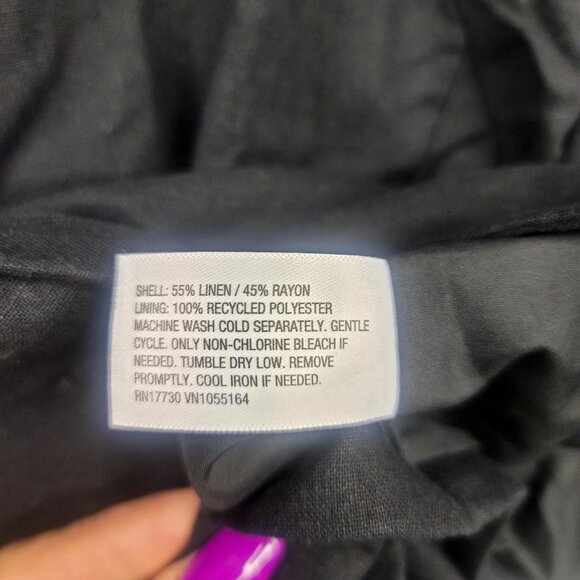 SHELL: 55% LINEN / 45% RAYON
LINING: 100% RECYCLED POLYESTER
MACHINE WASH COLD SEPARATELY. GENTLE
CYCLE. ONLY NON-CHLORINE BLEACH IF
NEEDED. TUMBLE DRY LOW. REMOVE
PROMPTLY. COOL IRON IF NEEDED.
RN17730 VN1055164